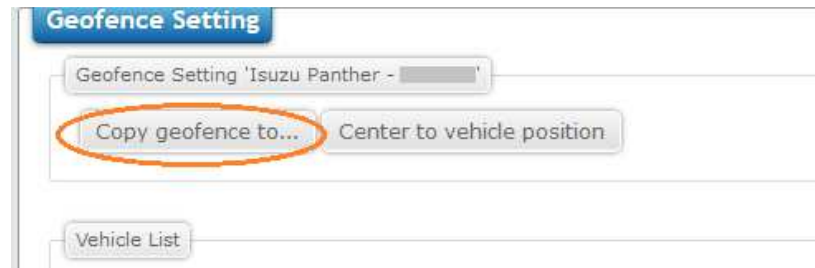 Geofence Setting
Geofence Setting 'Isuzu Panther - '
Copy geofence to... Center to vehicle position
Vehicle List